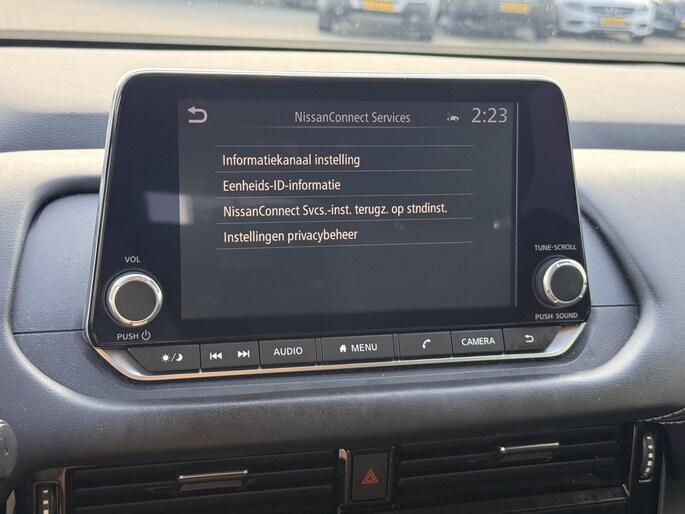 NissanConnect Services 2:23
Informatiekanaal instelling
Eenheids-ID-informatie
NissanConnect Svcs.-inst. terugz. op stndinst.
Instellingen privacybeheer
VOL
PUSH
TUNE·SCROLL
PUSH SOUND
AUDIO MENU CAMERA